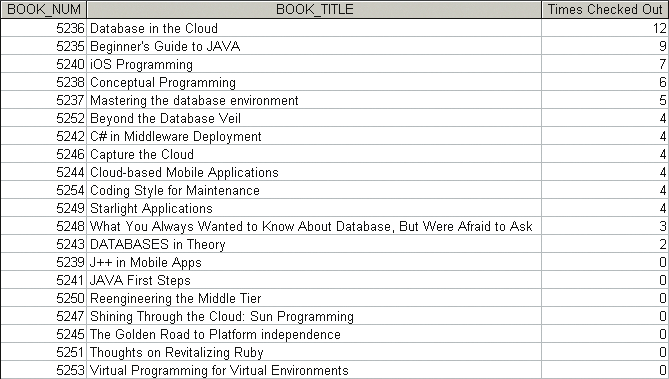 BOOK_NUM BOOK_TITLE Times Checked Out
5236 Database in the Cloud 12
5235 Beginner's Guide to JAVA 9
5240 iOS Programming 7
5238 Conceptual Programming 6
5237 Mastering the database environment 5
5252 Beyond the Database Veil 4
5242 C# in Middleware Deployment 4
5246 Capture the Cloud 4
5244 Cloud-based Mobile Applications 4
5254 Coding Style for Maintenance 4
5249 Starlight Applications 4
5248 What You Always Wanted to Know About Database, But Were Afraid to Ask 3
5243 DATABASES in Theory 2
5239 J++ in Mobile Apps 0
5241 JAVA First Steps 0
5250 Reengineering the Middle Tier 0
5247 Shining Through the Cloud: Sun Programming 0
5245 The Golden Road to Platform independence 0
5251 Thoughts on Revitalizing Ruby 0
5253 Virtual Programming for Virtual Environments 0